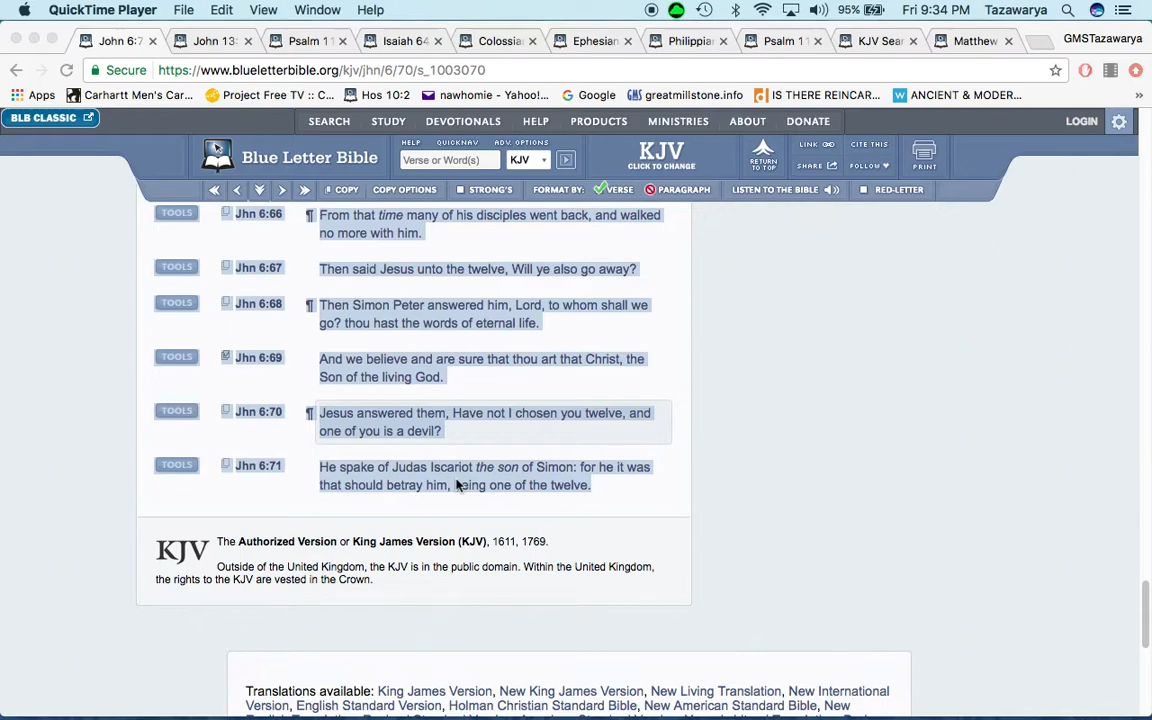 QuickTime Player File Edit View Window Help 95% Fri 9:34 PM Tazawarya
John 6:7 John 13: Psalm 11 Isaiah 64 Colossia Ephesian Philippia Psalm 11 KJV Sear Matthew GMSTazawarya
Secure https://www.blueletterbible.org/kjv/jhn/6/70/s_1003070
Apps Carhartt Men's Car... Project Free TV :: C... Hos 10:2 nawhomie - Yahoo!... Google GMS greatmillstone.info IS THERE REINCAR... ANCIENT & MODER... »
BLB CLASSIC SEARCH STUDY DEVOTIONALS HELP PRODUCTS MINISTRIES ABOUT DONATE LOGIN
HELP QUICKNAV ADV. OPTIONS
Blue Letter Bible Verse or Word(s) KJV KJV CLICK TO CHANGE RETURN TO TOP LINK CITE THIS SHARE FOLLOW PRINT
COPY COPY OPTIONS STRONG'S FORMAT BY: VERSE PARAGRAPH LISTEN TO THE BIBLE RED-LETTER
TOOLS Jhn 6:66 ¶ From that time many of his disciples went back, and walked
no more with him.
TOOLS Jhn 6:67 Then said Jesus unto the twelve, Will ye also go away?
TOOLS Jhn 6:68 ¶ Then Simon Peter answered him, Lord, to whom shall we
go? thou hast the words of eternal life.
TOOLS Jhn 6:69 And we believe and are sure that thou art that Christ, the
Son of the living God.
TOOLS Jhn 6:70 ¶ Jesus answered them, Have not I chosen you twelve, and
one of you is a devil?
TOOLS Jhn 6:71 He spake of Judas Iscariot the son of Simon: for he it was
that should betray him, being one of the twelve.
KJV The Authorized Version or King James Version (KJV), 1611, 1769.
Outside of the United Kingdom, the KJV is in the public domain. Within the United Kingdom,
the rights to the KJV are vested in the Crown.
Translations available: King James Version, New King James Version, New Living Translation, New International
Version, English Standard Version, Holman Christian Standard Bible, New American Standard Bible, New